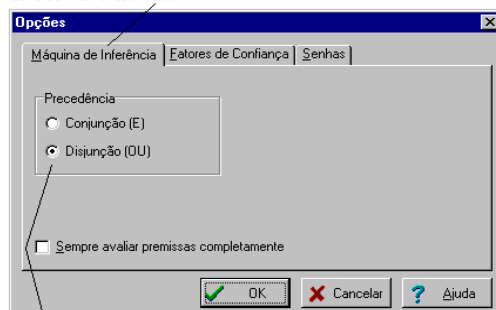 Opções
Máquina de Inferência Fatores de Confiança Senhas
Precedência
Conjunção (E)
Disjunção (OU)
Sempre avaliar premissas completamente
OK Cancelar Ajuda